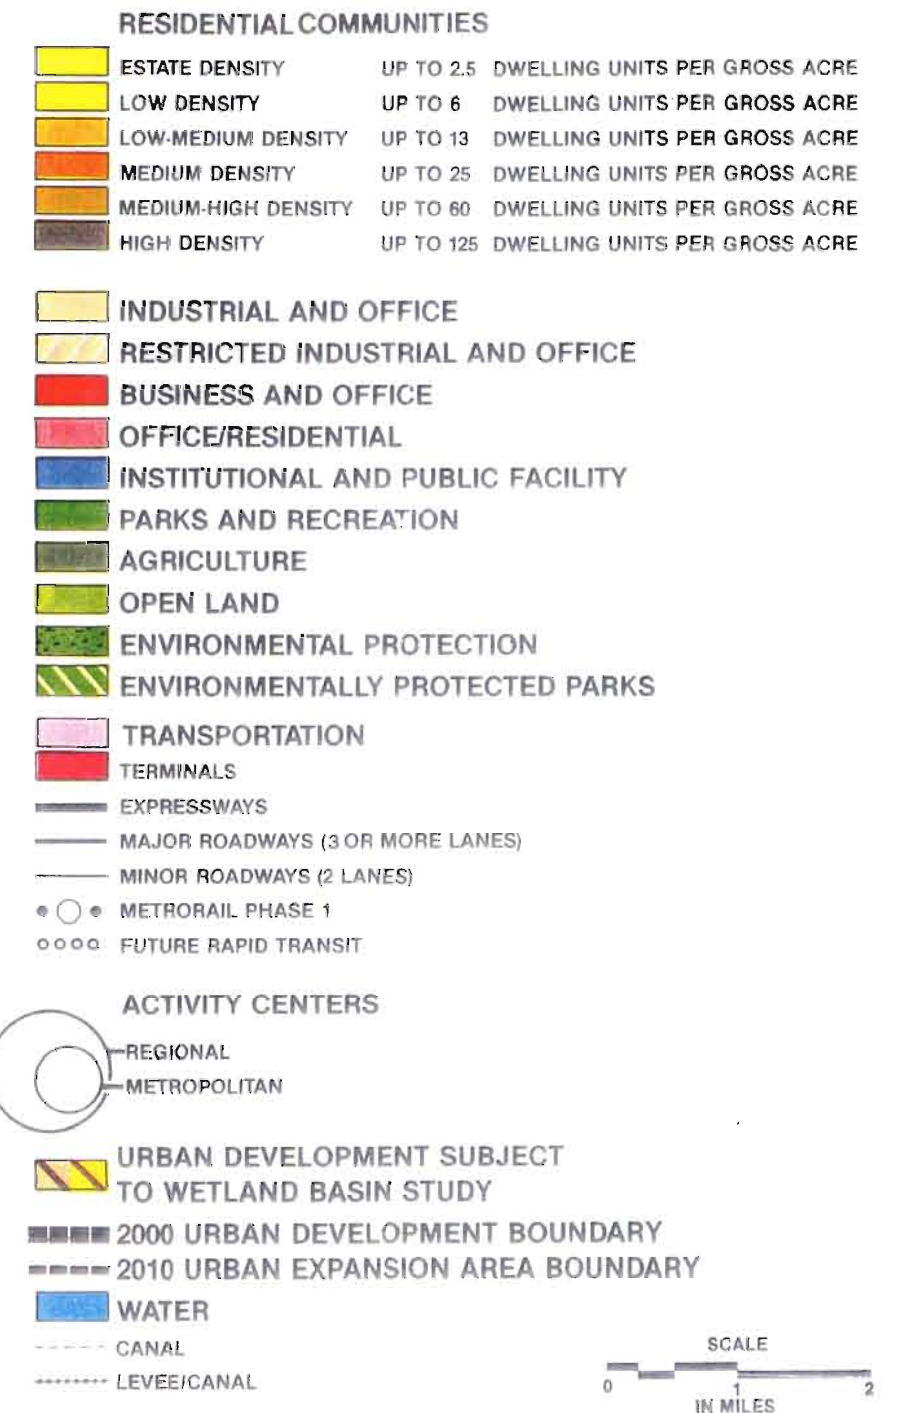 RESIDENTIAL COMMUNITIES
ESTATE DENSITY UP TO 2.5 DWELLING UNITS PER GROSS ACRE
LOW DENSITY UP TO 6 DWELLING UNITS PER GROSS ACRE
LOW-MEDIUM DENSITY UP TO 13 DWELLING UNITS PER GROSS ACRE
MEDIUM DENSITY UP TO 25 DWELLING UNITS PER GROSS ACRE
MEDIUM-HIGH DENSITY UP TO 60 DWELLING UNITS PER GROSS ACRE
HIGH DENSITY UP TO 125 DWELLING UNITS PER GROSS ACRE
INDUSTRIAL AND OFFICE
RESTRICTED INDUSTRIAL AND OFFICE
BUSINESS AND OFFICE
OFFICE/RESIDENTIAL
INSTITUTIONAL AND PUBLIC FACILITY
PARKS AND RECREATION
AGRICULTURE
OPEN LAND
ENVIRONMENTAL PROTECTION
ENVIRONMENTALLY PROTECTED PARKS
TRANSPORTATION
TERMINALS
EXPRESSWAYS
MAJOR ROADWAYS (3 OR MORE LANES)
MINOR ROADWAYS (2 LANES)
METRORAIL PHASE 1
FUTURE RAPID TRANSIT
ACTIVITY CENTERS
REGIONAL
METROPOLITAN
URBAN DEVELOPMENT SUBJECT
TO WETLAND BASIN STUDY
2000 URBAN DEVELOPMENT BOUNDARY
2010 URBAN EXPANSION AREA BOUNDARY
WATER
CANAL
LEVEE/CANAL
SCALE
0 1 2
IN MILES